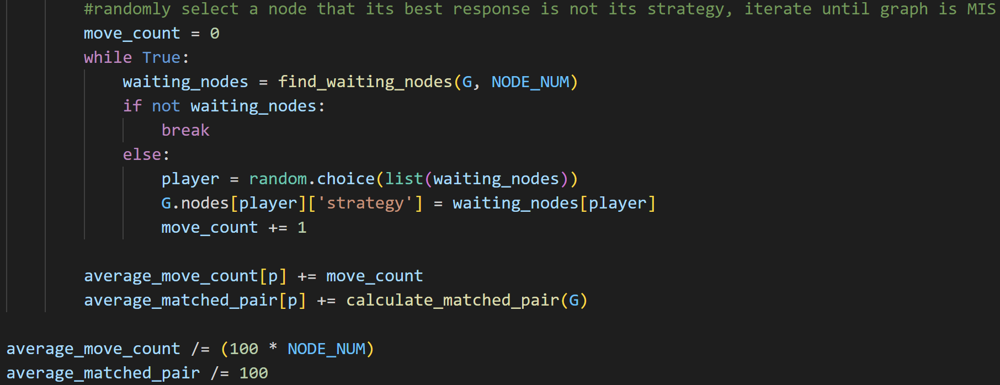 #randomly select a node that its best response is not its strategy, iterate until graph is MIS
move_count = 0
while True:
    waiting_nodes = find_waiting_nodes(G, NODE_NUM)
    if not waiting_nodes:
        break
    else:
        player = random.choice(list(waiting_nodes))
        G.nodes[player]['strategy'] = waiting_nodes[player]
        move_count += 1
average_move_count[p] += move_count
average_matched_pair[p] += calculate_matched_pair(G)
average_move_count /= (100 * NODE_NUM)
average_matched_pair /= 100